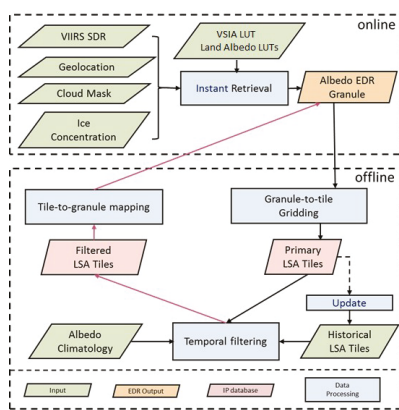 online
VIIRS SDR
VSIA LUT
Land Albedo LUTs
Geolocation
Cloud Mask
Instant Retrieval
Albedo EDR
Granule
Ice
Concentration
offline
Tile-to-granule mapping
Granule-to-tile
Gridding
Filtered
LSA Tiles
Primary
LSA Tiles
Update
Albedo
Climatology
Temporal filtering
Historical
LSA Tiles
Input
EDR Output
IP database
Data
Processing